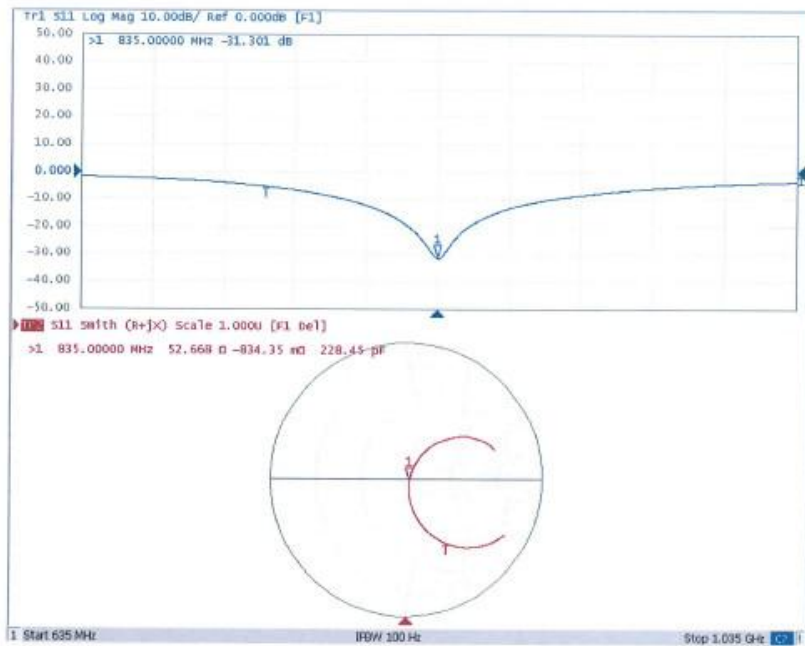 Tr1 S11 Log Mag 10.00dB/ Ref 0.000dB [F1]
50.00
>1 835.00000 MHz -31.301 dB
40.00
30.00
20.00
10.00
0.000
-10.00
-20.00
1
-30.00
-40.00
-50.00
S11 Smith (R+jX) Scale 1.000U [F1 Del]
>1 835.00000 MHz 52.668 Ω -834.35 mΩ 228.45 pF
1
1 Start 635 MHz IFBW 100 Hz Stop 1.035 GHz